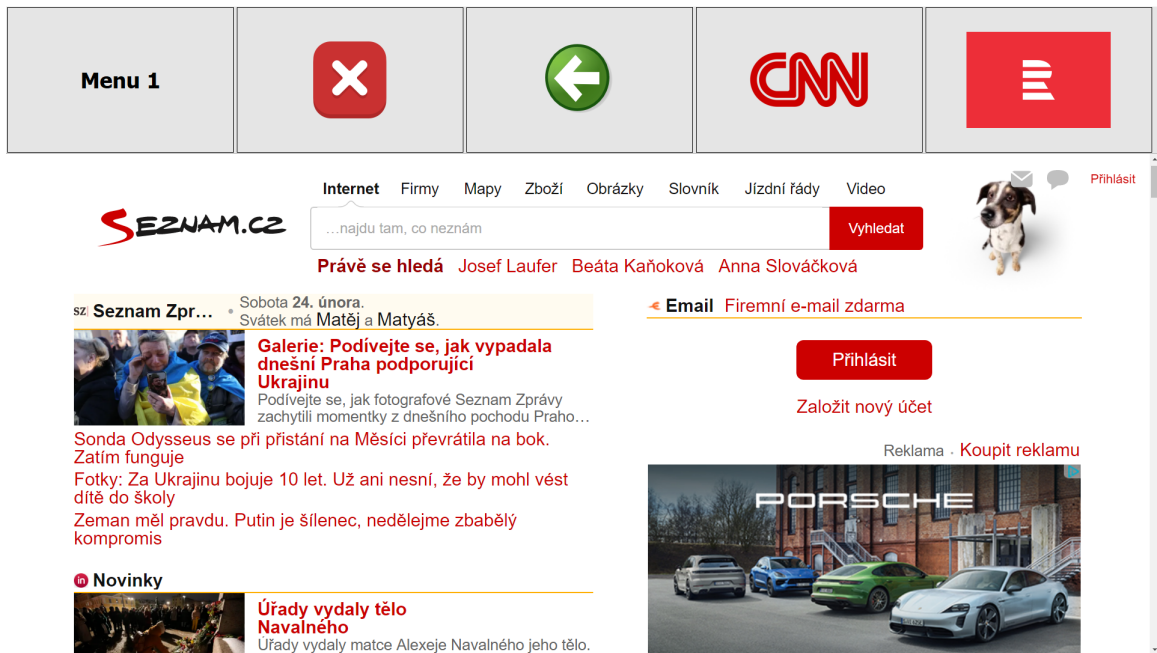 Menu 1
CNN
Přihlásit
Internet Firmy Mapy Zboží Obrázky Slovník Jízdní řády Video
SEZNAM.CZ
...najdu tam, co neznám
Vyhledat
Právě se hledá Josef Laufer Beáta Kaňoková Anna Slováčková
SZ Seznam Zpr... • Sobota 24. února.
Svátek má Matěj a Matyáš.
Galerie: Podívejte se, jak vypadala
dnešní Praha podporující
Ukrajinu
Podívejte se, jak fotografové Seznam Zprávy
zachytili momentky z dnešního pochodu Praho...
Sonda Odysseus se při přistání na Měsíci převrátila na bok.
Zatím funguje
Fotky: Za Ukrajinu bojuje 10 let. Už ani nesní, že by mohl vést
dítě do školy
Zeman měl pravdu. Putin je šílenec, nedělejme zbabělý
kompromis
in Novinky
Úřady vydaly tělo
Navalného
Úřady vydaly matce Alexeje Navalného jeho tělo.
Email Firemní e-mail zdarma
Přihlásit
Založit nový účet
Reklama • Koupit reklamu
PORSCHE